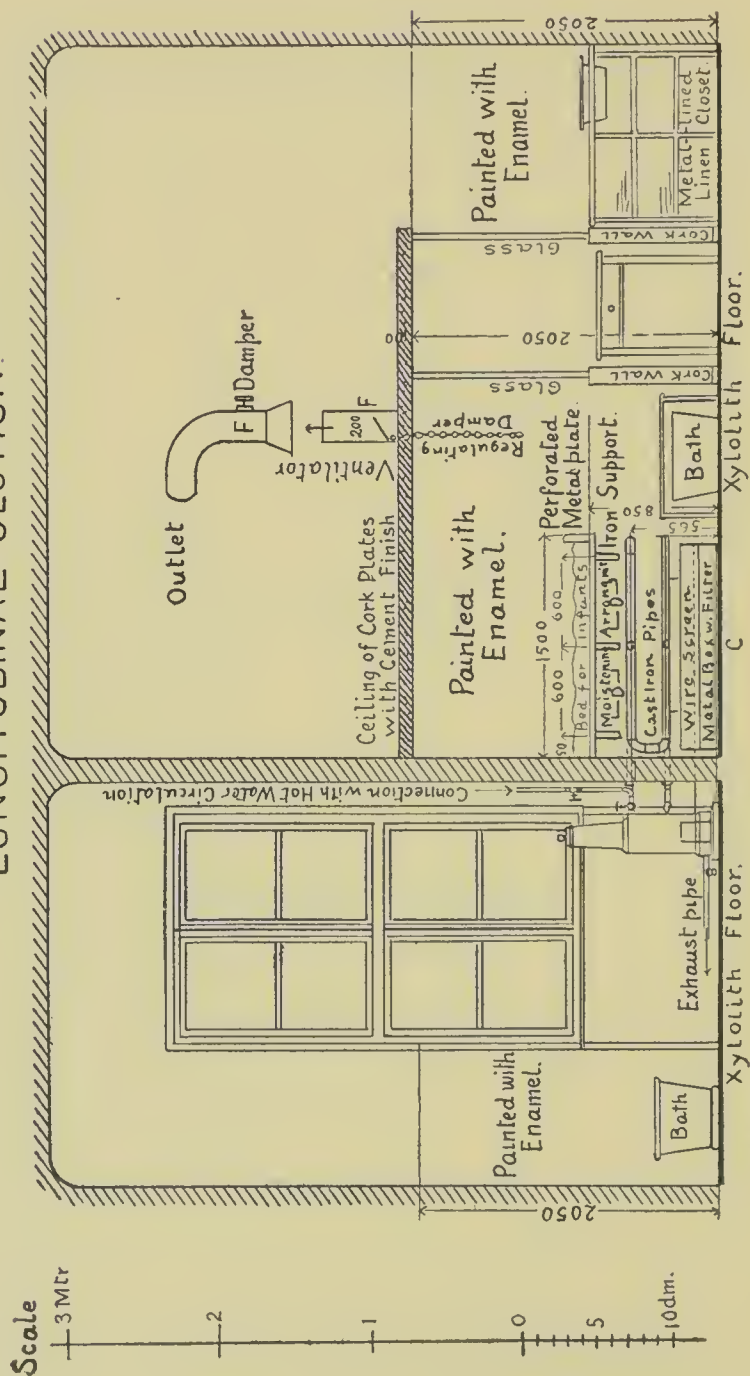 Scale
3 Mtr
2
1
0
5
10dm.
2050
Painted with
Enamel.
Bath
Xylolith Floor.
Exhaust pipe
Connection with Hot Water Circulation
H
Outlet
F H Damper
Ventilator
200
F
Regulating
Damper
Ceiling of Cork Plates
with Cement Finish
Painted with
Enamel.
Perforated
Metal plate.
Iron Support.
1500
50
600
600
Bed for Infants
Moistening Arrangmt
Cast Iron Pipes
Wire Screen
Metal Box w. Filter
C
850
565
Bath
Xylolith Floor.
Glass
Cork Wall
2050
Glass
Cork Wall
Painted with
Enamel.
Metal-lined
Linen Closet.
2050